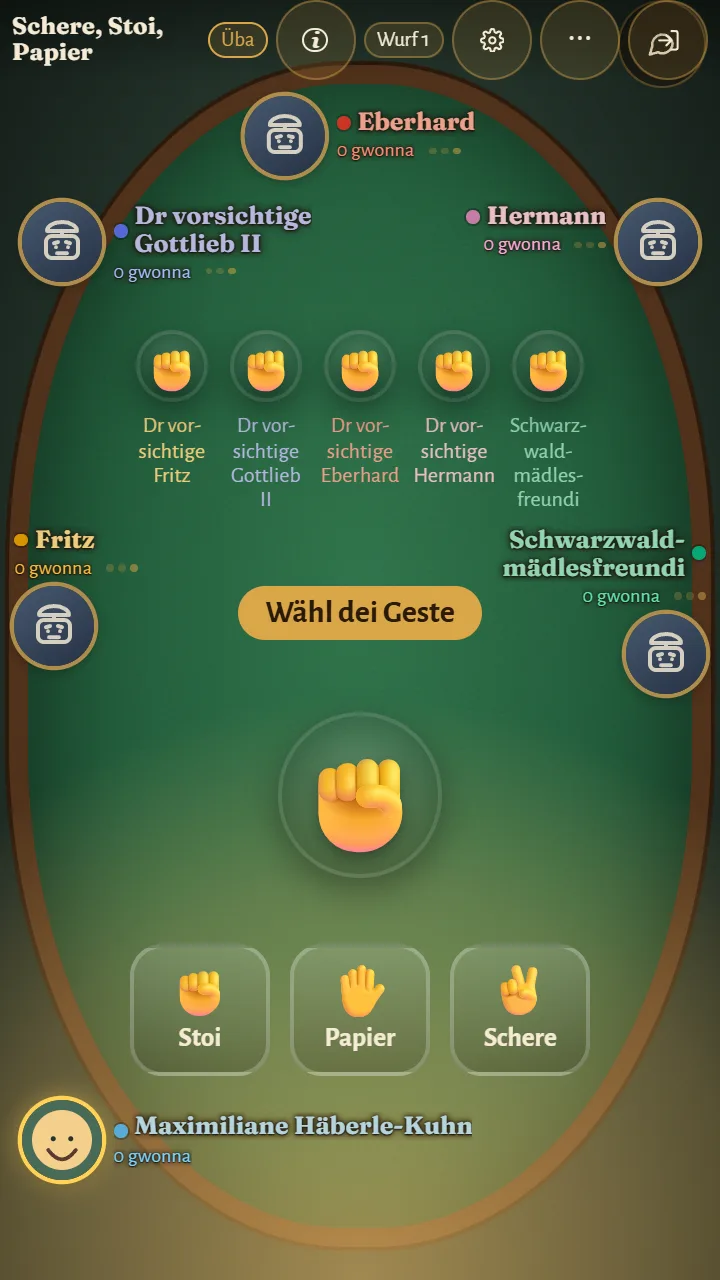 Schere, Stoi,
Papier
Üba
Wurf 1
Eberhard
0 gwonna
Dr vorsichtige
Gottlieb II
0 gwonna
Hermann
0 gwonna
Dr vor-
sichtige
Fritz
Dr vor-
sichtige
Gottlieb
II
Dr vor-
sichtige
Eberhard
Dr vor-
sichtige
Hermann
Schwarz-
wald-
mädles-
freundi
Fritz
0 gwonna
Schwarzwald-
mädlesfreundi
0 gwonna
Wähl dei Geste
Stoi
Papier
Schere
Maximiliane Häberle-Kuhn
0 gwonna